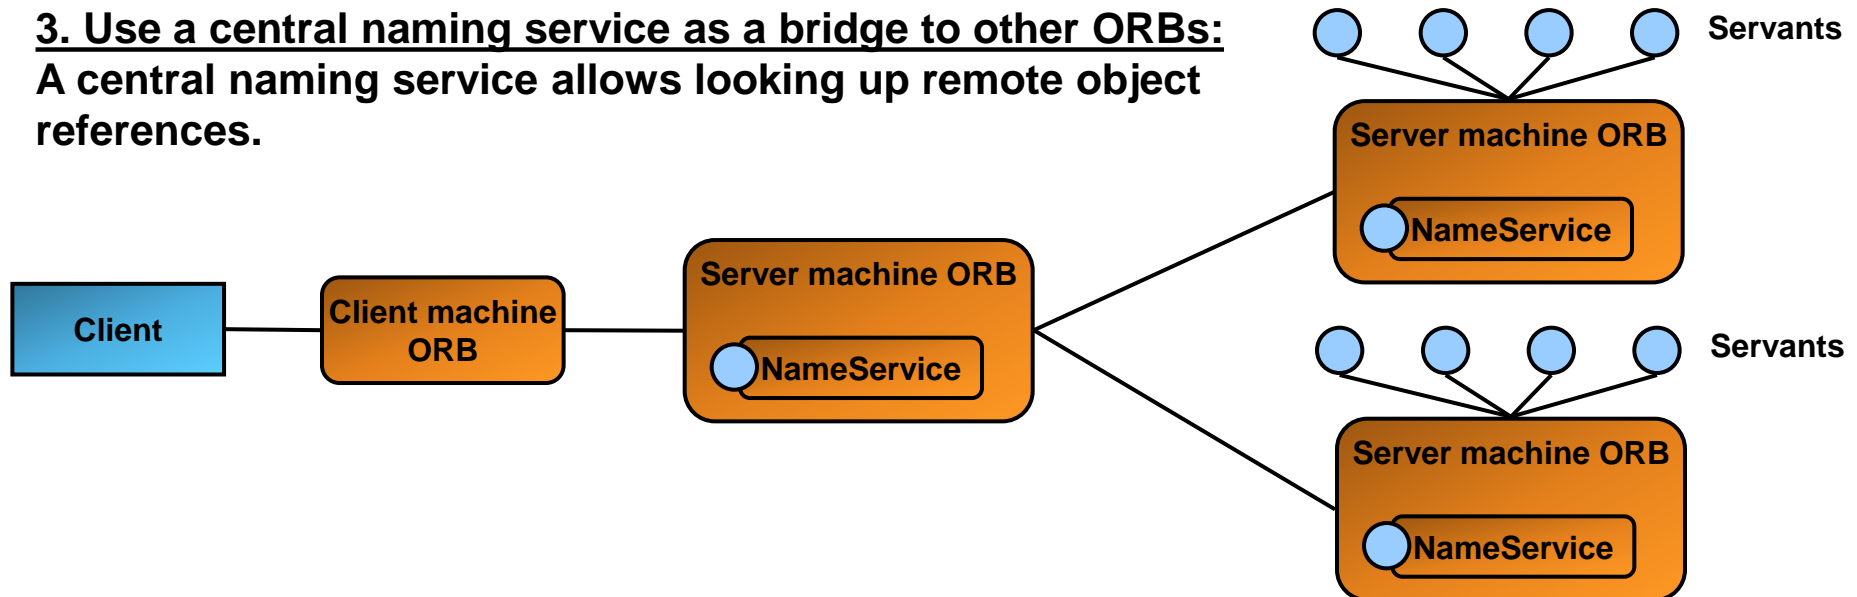 3. Use a central naming service as a bridge to other ORBs:
A central naming service allows looking up remote object
references.
Servants
Server machine ORB
NameService
Server machine ORB
NameService
Client
Client machine
ORB
Servants
Server machine ORB
NameService